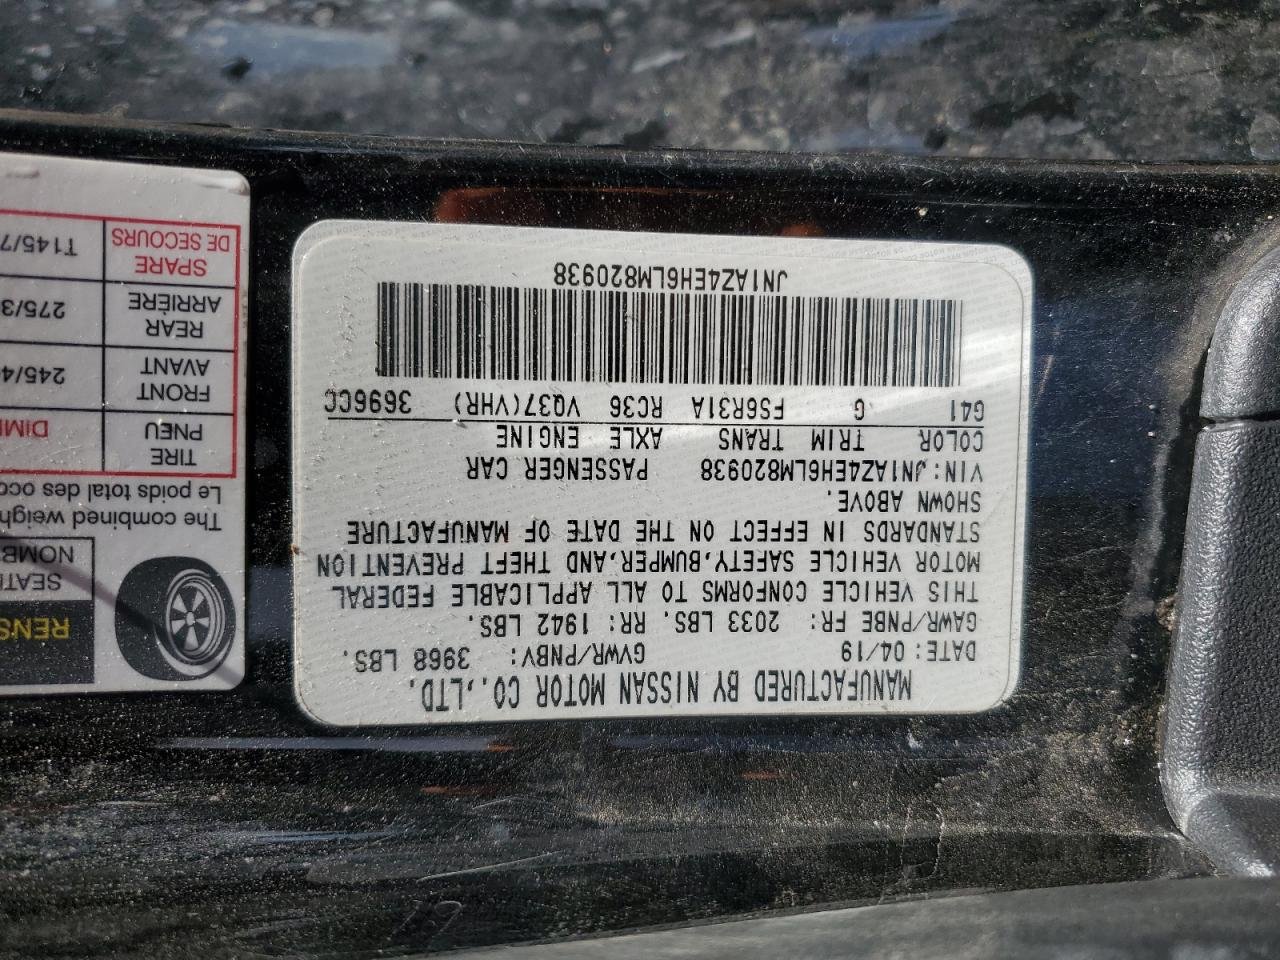 MANUFACTURED BY NISSAN MOTOR CO.,LTD.
DATE: 04/19 GVWR/PNBV: 3968 LBS.
GAWR/PNBE FR: 2033 LBS. RR: 1942 LBS.
THIS VEHICLE CONFORMS TO ALL APPLICABLE FEDERAL
MOTOR VEHICLE SAFETY,BUMPER,AND THEFT PREVENTION
STANDARDS IN EFFECT ON THE DATE OF MANUFACTURE
SHOWN ABOVE.
VIN:JN1AZ4EH6LM820938 PASSENGER CAR
COLOR TRIM TRANS AXLE ENGINE
G41 G FS6R31A RC36 VQ37(VHR) 3696CC
JN1AZ4EH6LM820938
RENS
SEATI
NOMB
The combined weigh
Le poids total des occ
TIRE
PNEU
DIM
FRONT
AVANT
245/4
REAR
ARRIÈRE
275/3
SPARE
DE SECOURS
T145/7